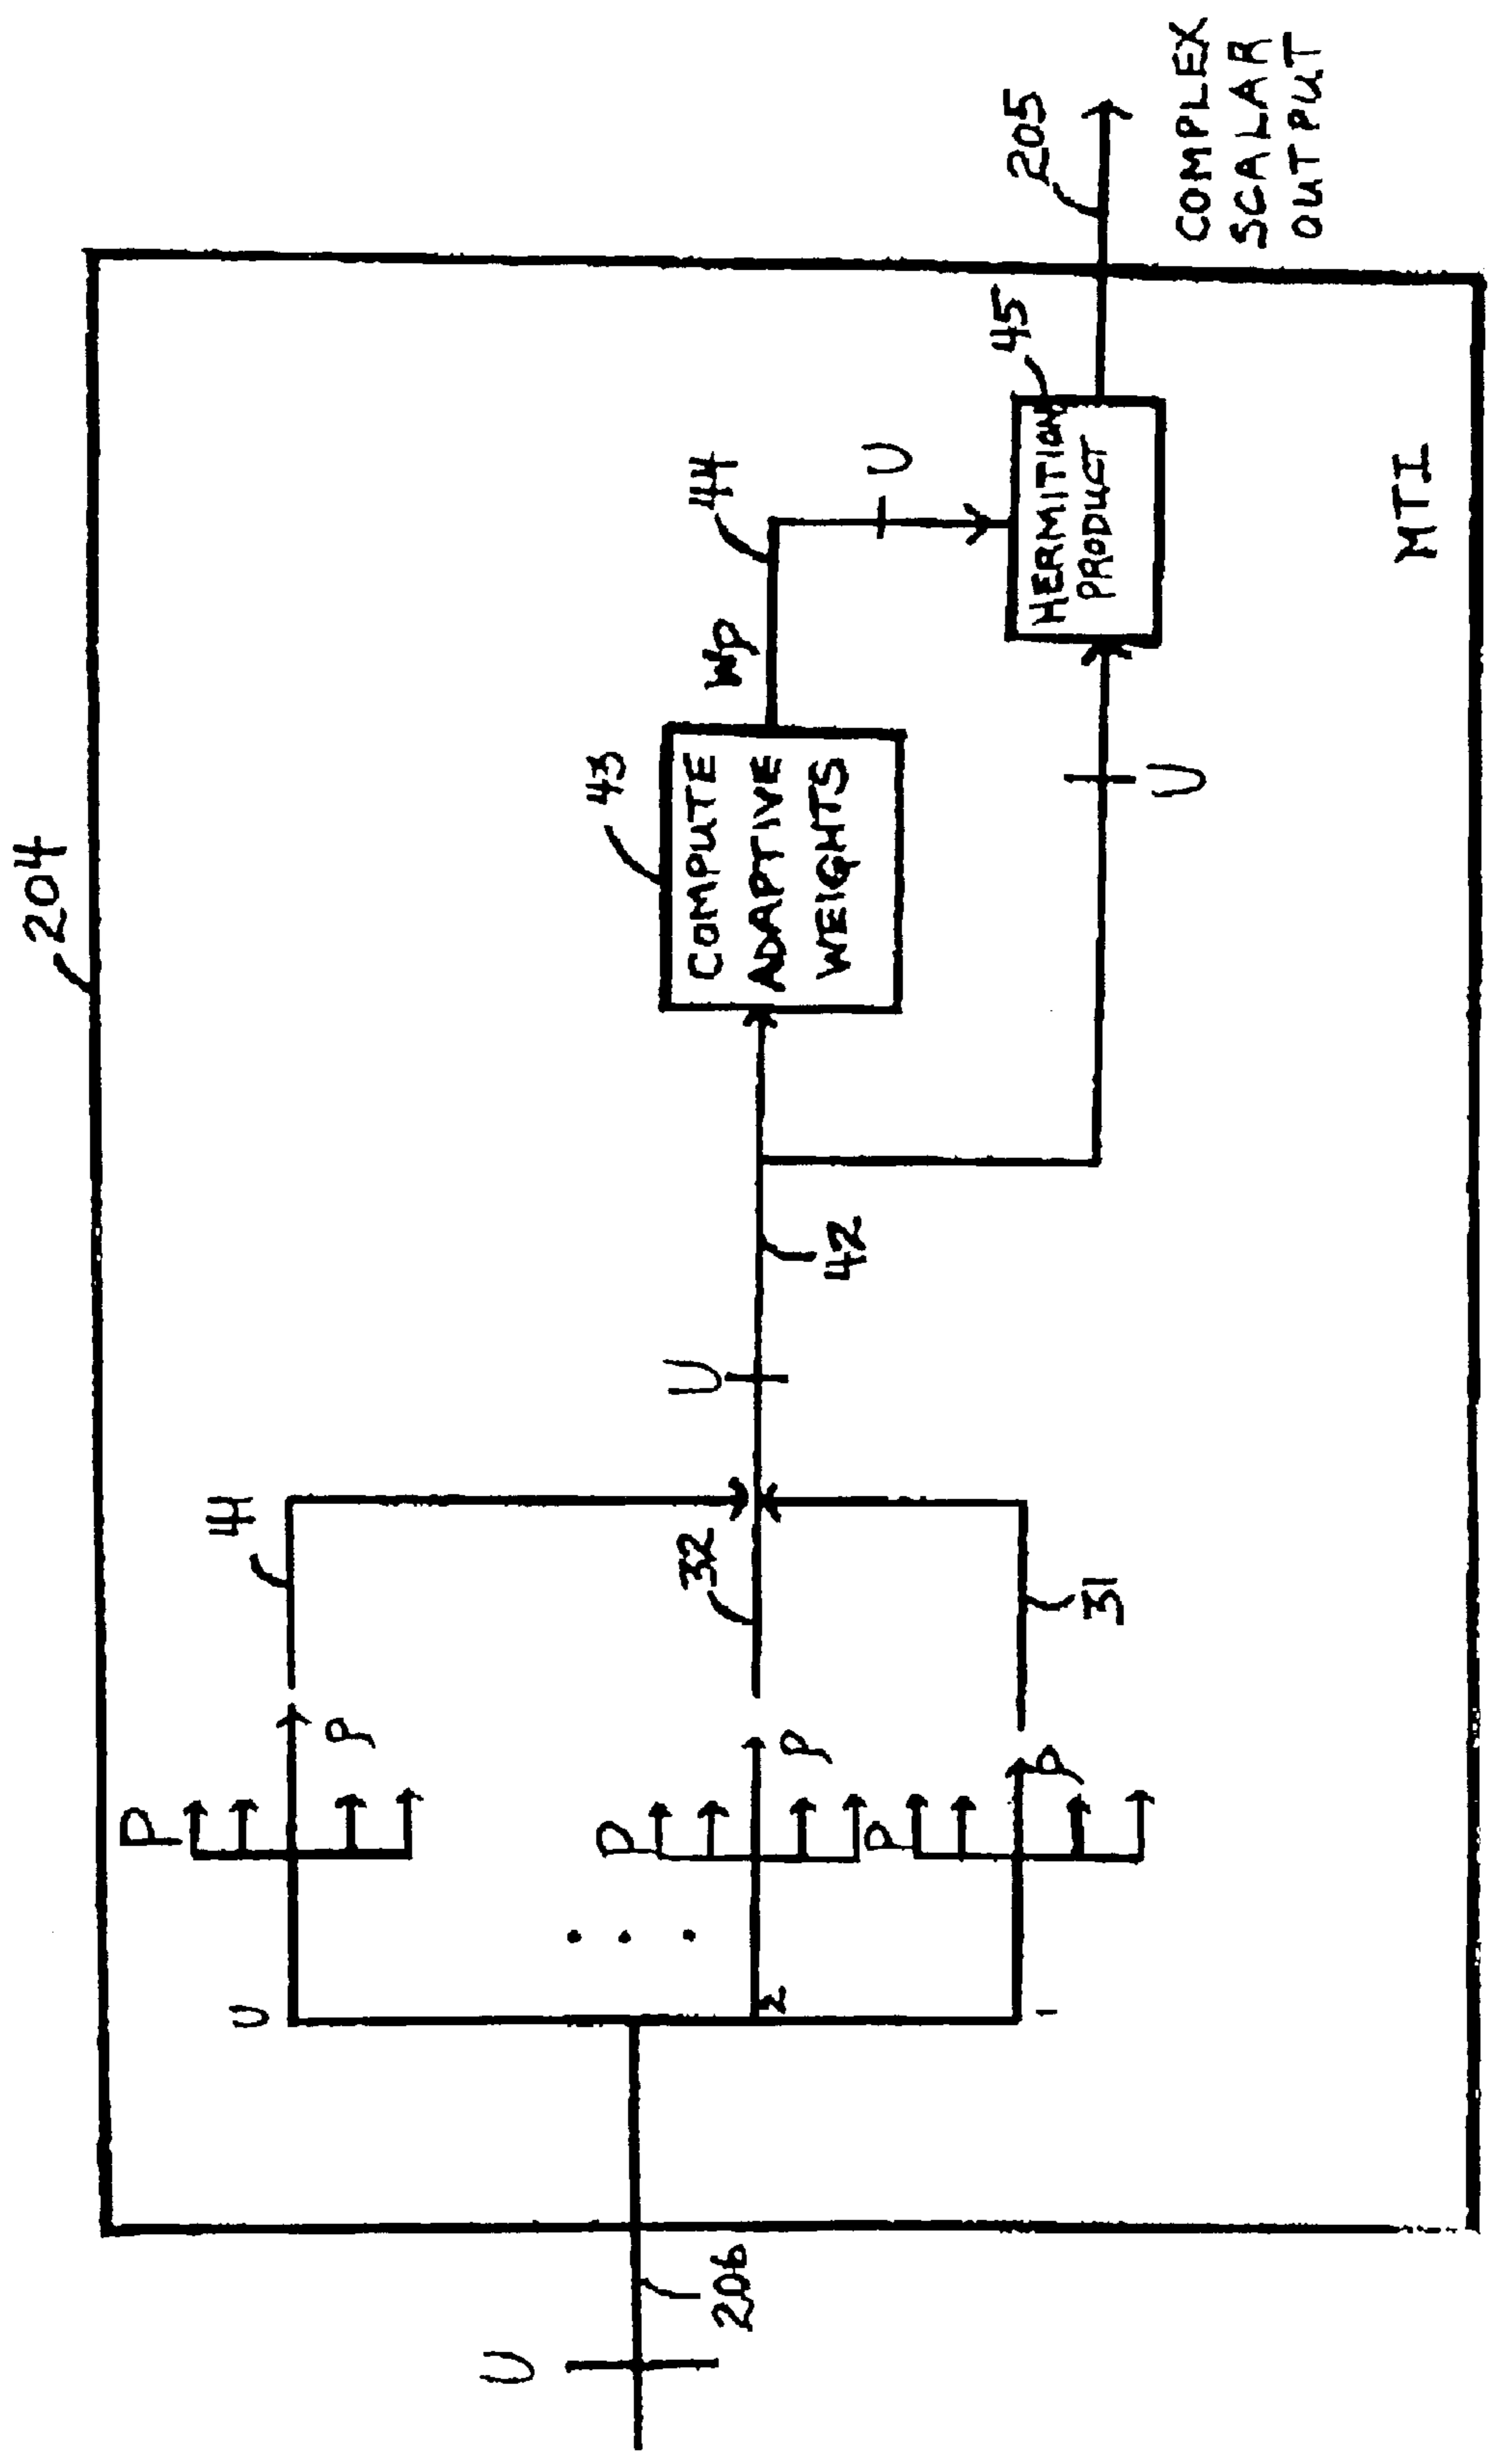 204
P
41
U
p
U
206
P
2
p
32
U
42
43
COMPUTE
ADAPTIVE
WEIGHTS
Wp
44
U
P
1
p
31
U
45
HERMITION
PRODUCT
205
COMPLEX
SCALAR
OUTPUT
MTI